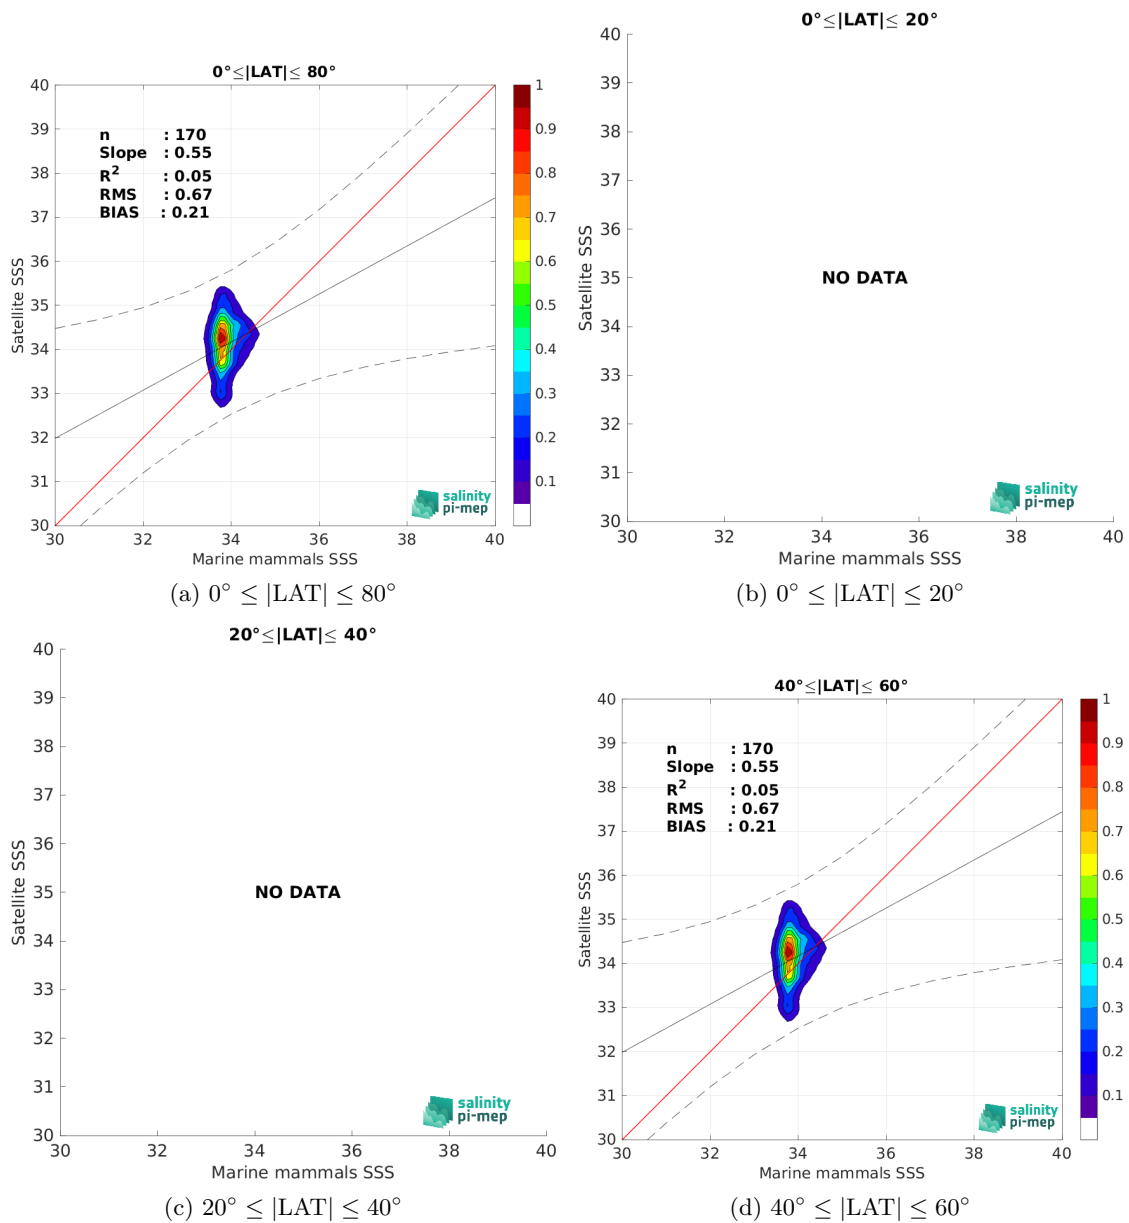 0°≤|LAT|≤ 80°
40
39
38
37
36
35
34
33
32
31
30
Satellite SSS
n : 170
Slope : 0.55
R² : 0.05
RMS : 0.67
BIAS : 0.21
salinity
pi-mep
30 32 34 36 38 40
Marine mammals SSS
1
0.9
0.8
0.7
0.6
0.5
0.4
0.3
0.2
0.1
(a) 0° ≤ |LAT| ≤ 80°
0°≤|LAT|≤ 20°
40
39
38
37
36
35
34
33
32
31
30
Satellite SSS
NO DATA
salinity
pi-mep
30 32 34 36 38 40
Marine mammals SSS
(b) 0° ≤ |LAT| ≤ 20°
20°≤|LAT|≤ 40°
40
39
38
37
36
35
34
33
32
31
30
Satellite SSS
NO DATA
salinity
pi-mep
30 32 34 36 38 40
Marine mammals SSS
(c) 20° ≤ |LAT| ≤ 40°
40°≤|LAT|≤ 60°
40
39
38
37
36
35
34
33
32
31
30
Satellite SSS
n : 170
Slope : 0.55
R² : 0.05
RMS : 0.67
BIAS : 0.21
salinity
pi-mep
30 32 34 36 38 40
Marine mammals SSS
1
0.9
0.8
0.7
0.6
0.5
0.4
0.3
0.2
0.1
(d) 40° ≤ |LAT| ≤ 60°